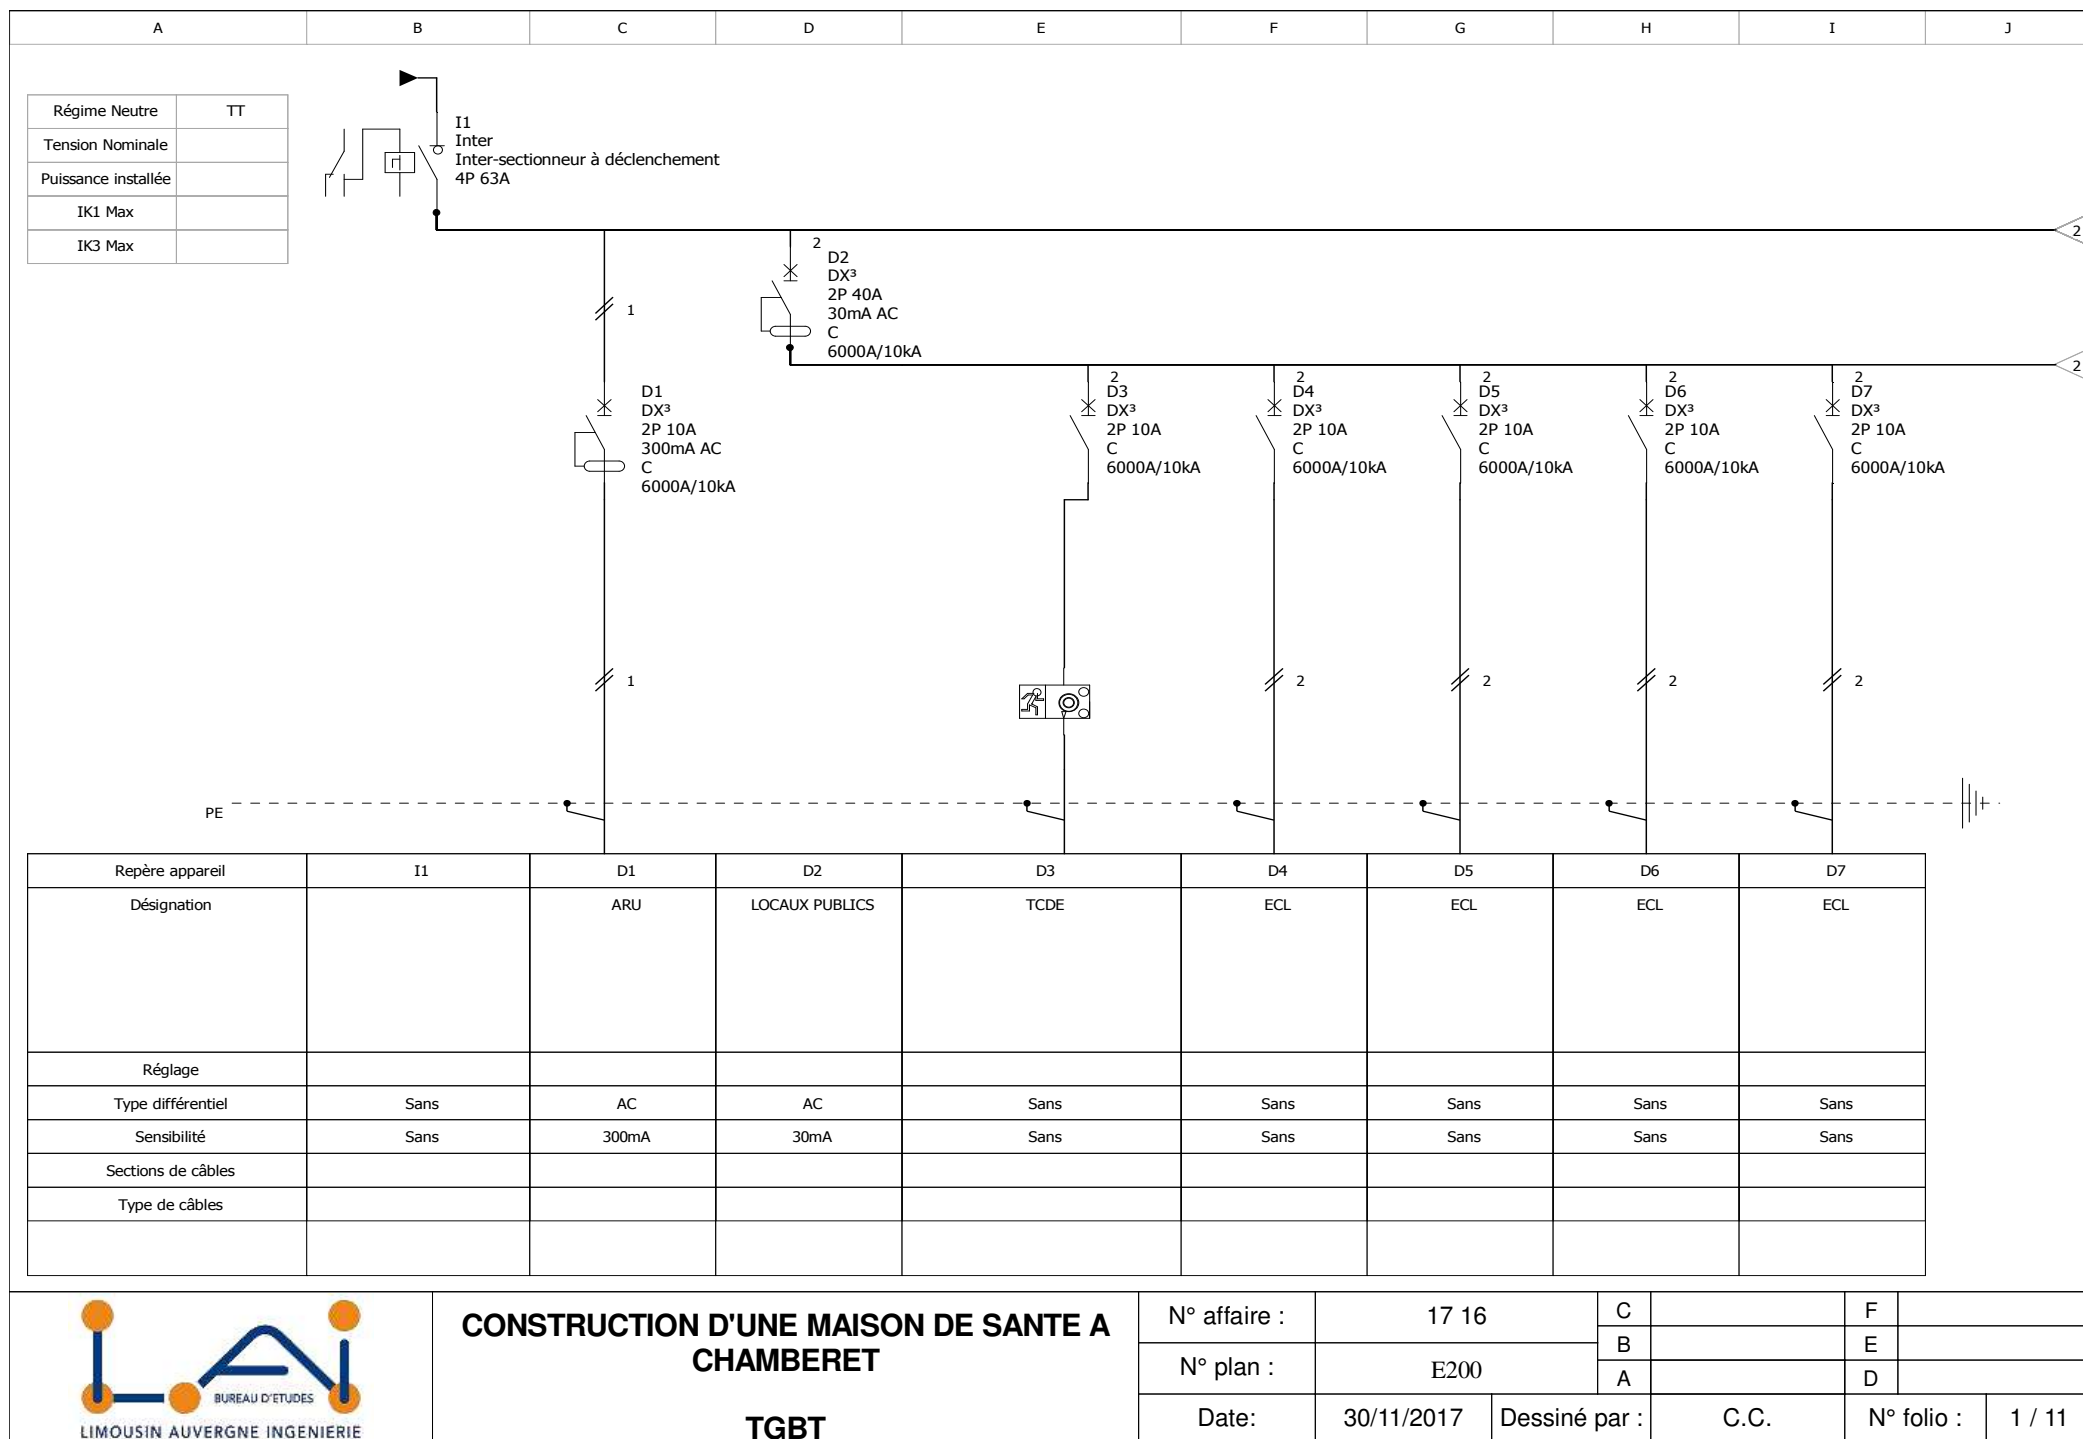 A B C D E F G H I J
Régime Neutre TT
Tension Nominale
Puissance installée
IK1 Max
IK3 Max
I1
Inter
Inter-sectionneur à déclenchement
4P 63A
2
2
D2
DX³
2P 40A
30mA AC
C
6000A/10kA
1
2
D1
DX³
2P 10A
300mA AC
C
6000A/10kA
2
D3
DX³
2P 10A
C
6000A/10kA
2
D4
DX³
2P 10A
C
6000A/10kA
2
D5
DX³
2P 10A
C
6000A/10kA
2
D6
DX³
2P 10A
C
6000A/10kA
2
D7
DX³
2P 10A
C
6000A/10kA
1 2 2 2 2
PE
Repère appareil I1 D1 D2 D3 D4 D5 D6 D7
Désignation ARU LOCAUX PUBLICS TCDE ECL ECL ECL ECL
Réglage
Type différentiel Sans AC AC Sans Sans Sans Sans Sans
Sensibilité Sans 300mA 30mA Sans Sans Sans Sans Sans
Sections de câbles
Type de câbles
LAi
BUREAU D'ETUDES
LIMOUSIN AUVERGNE INGENIERIE
CONSTRUCTION D'UNE MAISON DE SANTE A
CHAMBERET
TGBT
N° affaire : 17 16
N° plan : E200
C F
B E
A D
Date: 30/11/2017 Dessiné par : C.C. N° folio : 1 / 11